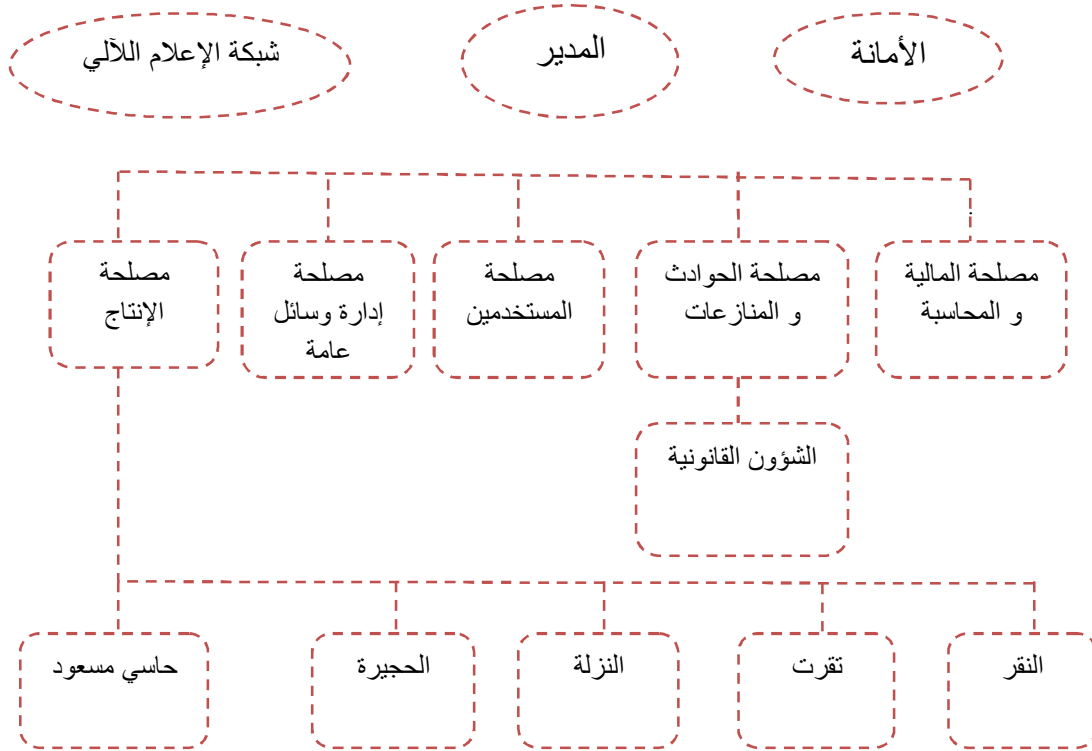 الأمانة
المدير
شبكة الإعلام اللآلي
مصلحة المالية
و المحاسبة
مصلحة الحوادث
و المنازعات
مصلحة
المستخدمين
مصلحة
إدارة وسائل
عامة
مصلحة
الإنتاج
الشؤون القانونية
النقر
تقرت
النزلة
الحجيرة
حاسي مسعود